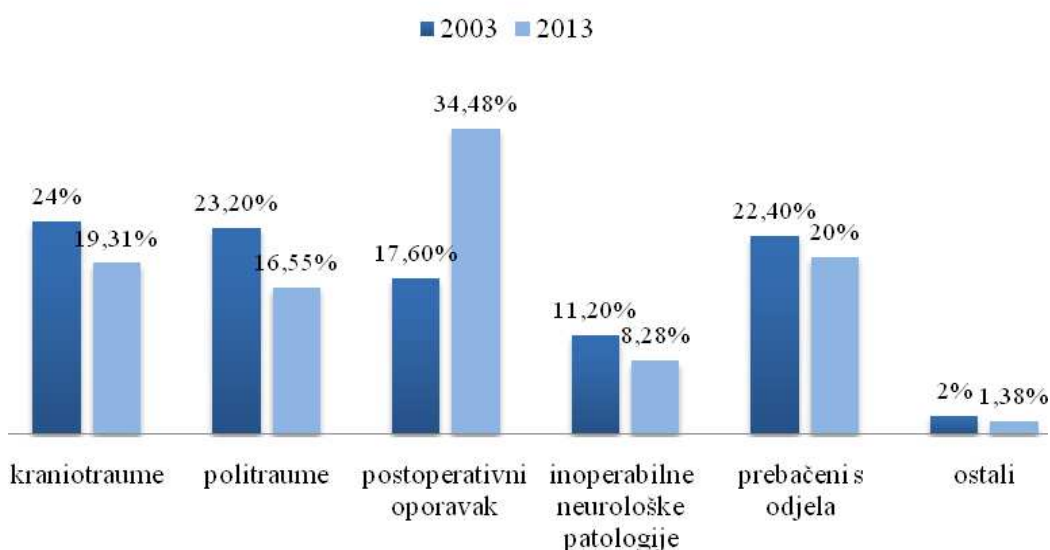 2003 2013
34,48%
24%
19,31%
23,20%
16,55%
17,60%
11,20%
8,28%
22,40%
20%
2%
1,38%
kraniotraume
politraume
postoperativni
oporavak
inoperabilne
neurološke
patologije
prebačeni s
odjela
ostali